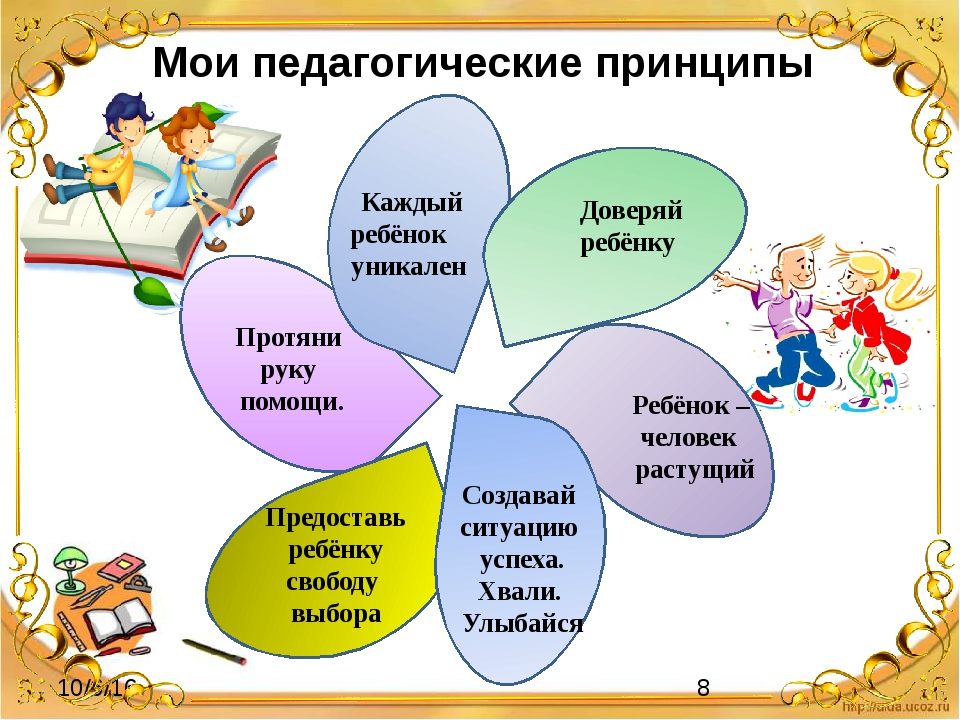 Мои педагогические принципы
Каждый
ребёнок
уникален
Доверяй
ребёнку
Протяни
руку
помощи.
Ребёнок –
человек
растущий
Предоставь
ребёнку
свободу
выбора
Создавай
ситуацию
успеха.
Хвали.
Улыбайся
8